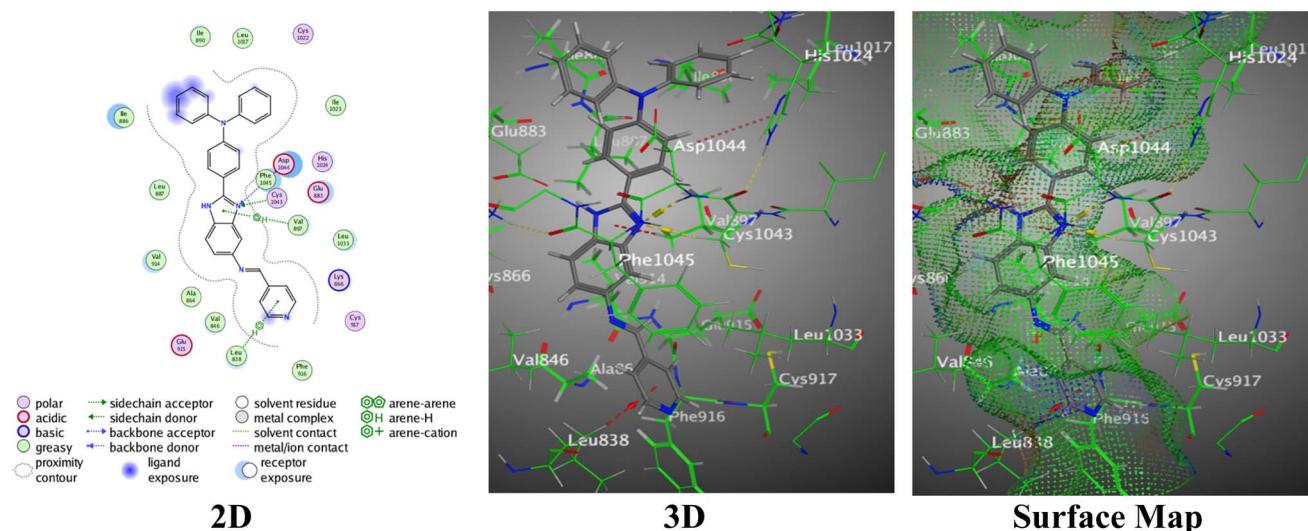 Ile
890
Leu
1017
Cys
1022
Ile
1023
Ile
886
N
Asp
1044
His
1024
Phe
1045
Glu
883
Leu
887
Cys
1043
HN
N
H
Val
897
Leu
1033
Val
914
Lys
866
N
Ala
864
Val
846
Cys
917
N
Glu
915
H
Leu
838
Phe
916
polar
acidic
basic
greasy
proximity
contour
sidechain acceptor
sidechain donor
backbone acceptor
backbone donor
ligand
exposure
solvent residue
metal complex
solvent contact
metal/ion contact
receptor
exposure
arene-arene
H arene-H
+ arene-cation
2D
Leu1017
His1024
Glu883
Asp1044
Val897
Cys1043
Phe1045
Leu1033
Val846
Cys917
Phe916
Leu838
3D
His1024
Glu883
Asp1044
Cys1043
Phe1045
Leu1033
Cys917
Leu838
Surface Map